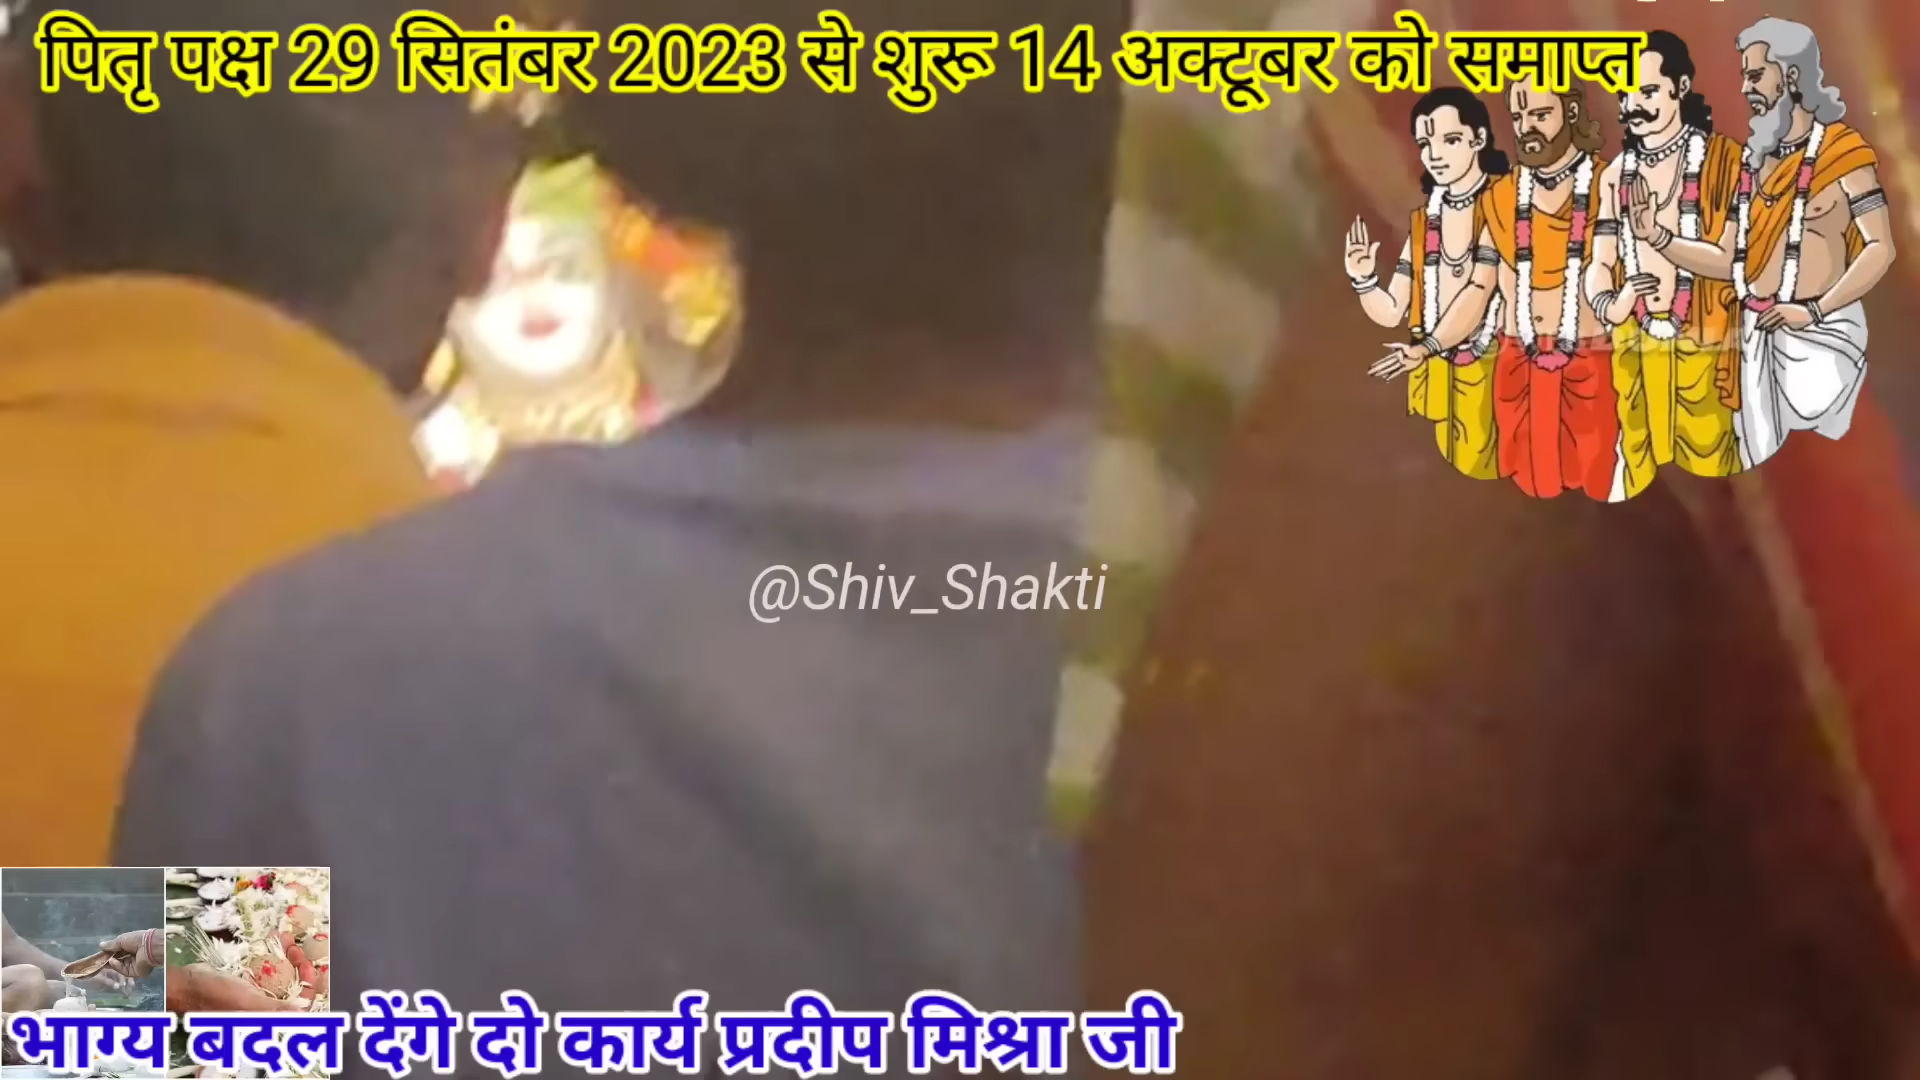 पितृ पक्ष 29 सितंबर 2023 से शुरू 14 अक्टूबर को समाप्त
@Shiv_Shakti
भाग्य बदल देंगे दो कार्य प्रदीप मिश्रा जी